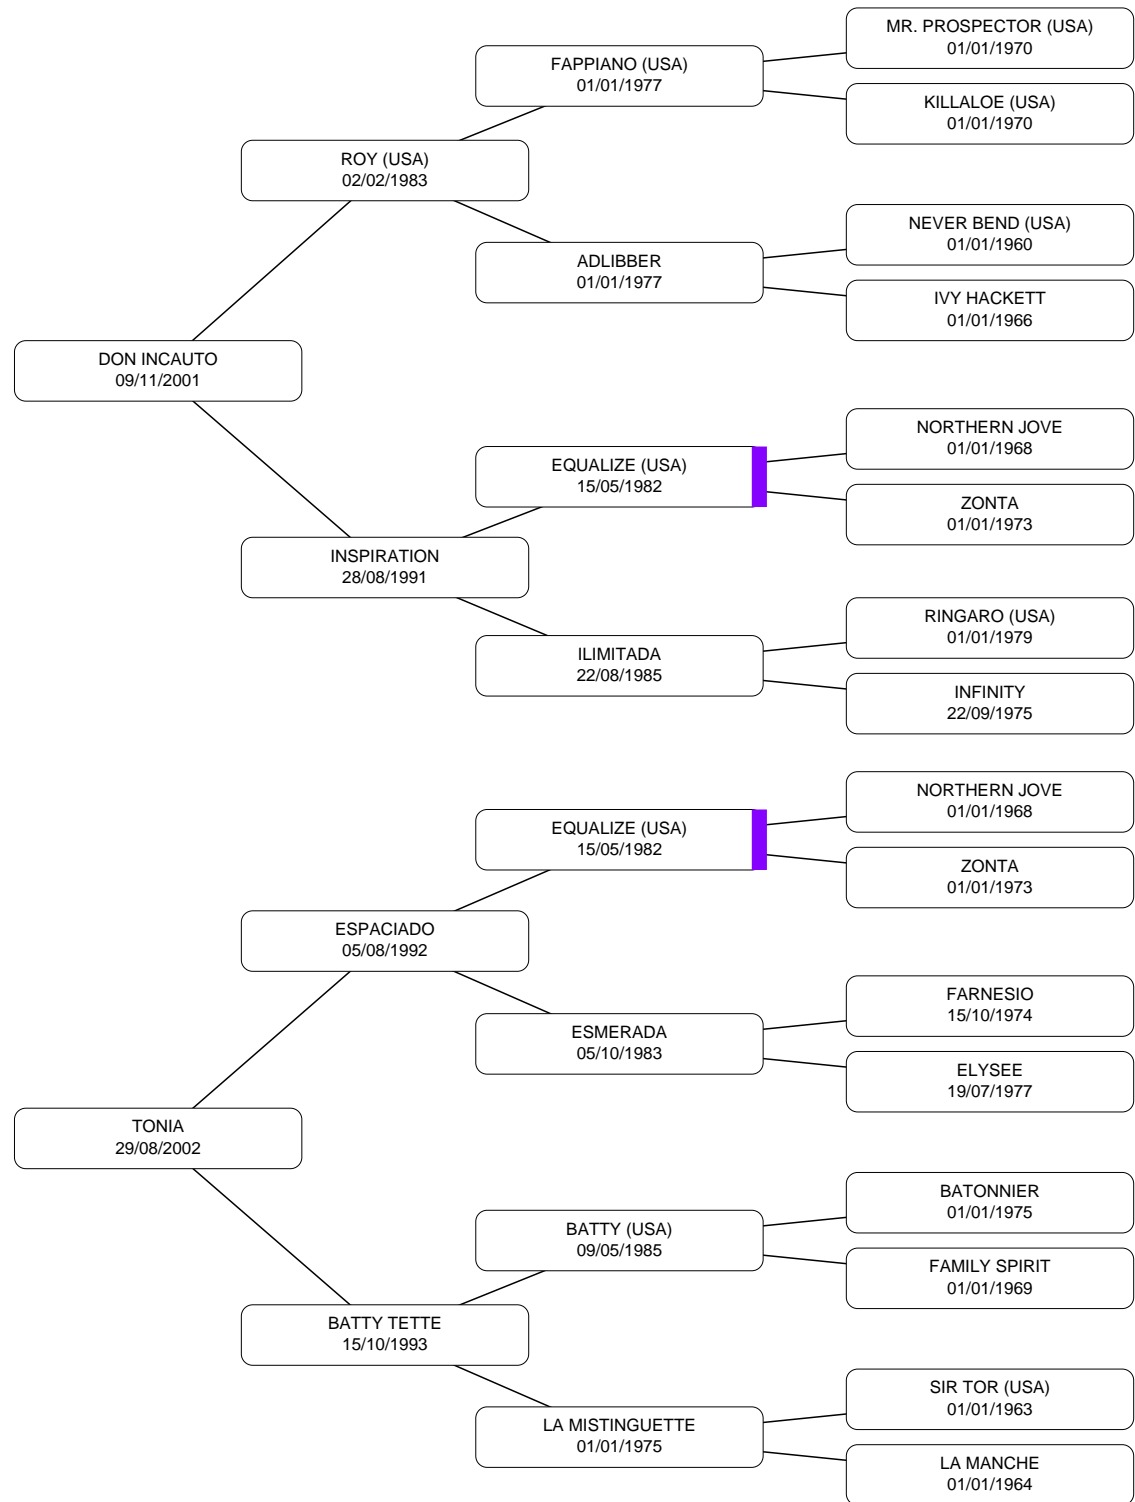 MR. PROSPECTOR (USA)
01/01/1970
FAPPIANO (USA)
01/01/1977
KILLALOE (USA)
01/01/1970
ROY (USA)
02/02/1983
NEVER BEND (USA)
01/01/1960
ADLIBBER
01/01/1977
IVY HACKETT
01/01/1966
DON INCAUTO
09/11/2001
NORTHERN JOVE
01/01/1968
EQUALIZE (USA)
15/05/1982
ZONTA
01/01/1973
INSPIRATION
28/08/1991
RINGARO (USA)
01/01/1979
ILIMITADA
22/08/1985
INFINITY
22/09/1975
NORTHERN JOVE
01/01/1968
EQUALIZE (USA)
15/05/1982
ZONTA
01/01/1973
ESPACIADO
05/08/1992
FARNESIO
15/10/1974
ESMERADA
05/10/1983
ELYSEE
19/07/1977
TONIA
29/08/2002
BATONNIER
01/01/1975
BATTY (USA)
09/05/1985
FAMILY SPIRIT
01/01/1969
BATTY TETTE
15/10/1993
SIR TOR (USA)
01/01/1963
LA MISTINGUETTE
01/01/1975
LA MANCHE
01/01/1964